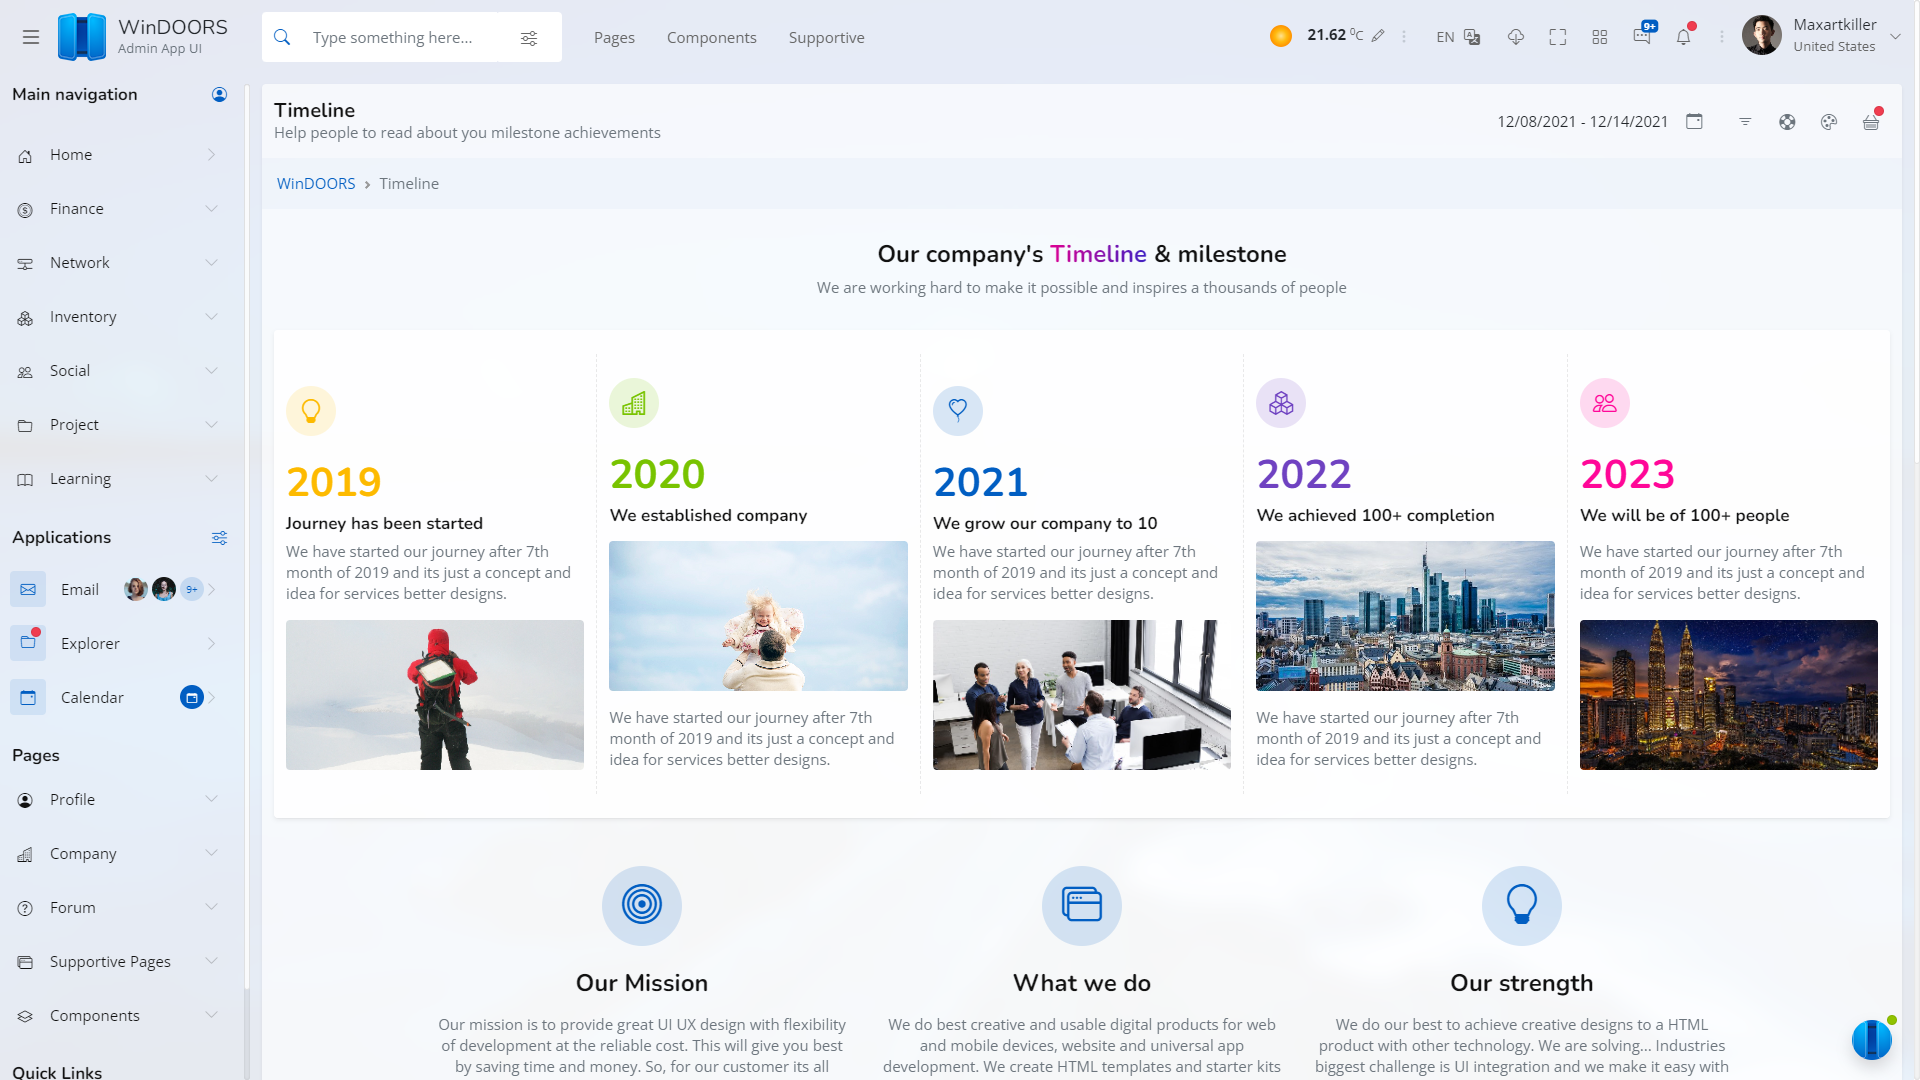 WinDOORS
Admin App UI
Type something here...
Pages
Components
Supportive
21.62 °C
EN
9+
Maxartkiller
United States
Main navigation
Home
Finance
Network
Inventory
Social
Project
Learning
Applications
Email
9+
Explorer
Calendar
Pages
Profile
Company
Forum
Supportive Pages
Components
Quick Links
Timeline
Help people to read about you milestone achievements
12/08/2021 - 12/14/2021
WinDOORS › Timeline
Our company's Timeline & milestone
We are working hard to make it possible and inspires a thousands of people
2019
Journey has been started
We have started our journey after 7th
month of 2019 and its just a concept and
idea for services better designs.
2020
We established company
We have started our journey after 7th
month of 2019 and its just a concept and
idea for services better designs.
2021
We grow our company to 10
We have started our journey after 7th
month of 2019 and its just a concept and
idea for services better designs.
2022
We achieved 100+ completion
We have started our journey after 7th
month of 2019 and its just a concept and
idea for services better designs.
2023
We will be of 100+ people
We have started our journey after 7th
month of 2019 and its just a concept and
idea for services better designs.
Our Mission
Our mission is to provide great UI UX design with flexibility
of development at the reliable cost. This will give you best
by saving time and money. So, for our customer its all
What we do
We do best creative and usable digital products for web
and mobile devices, website and universal app
development. We create HTML templates and starter kits
Our strength
We do our best to achieve creative designs to a HTML
product with other technology. We are solving... Industries
biggest challenge is UI integration and we make it easy with